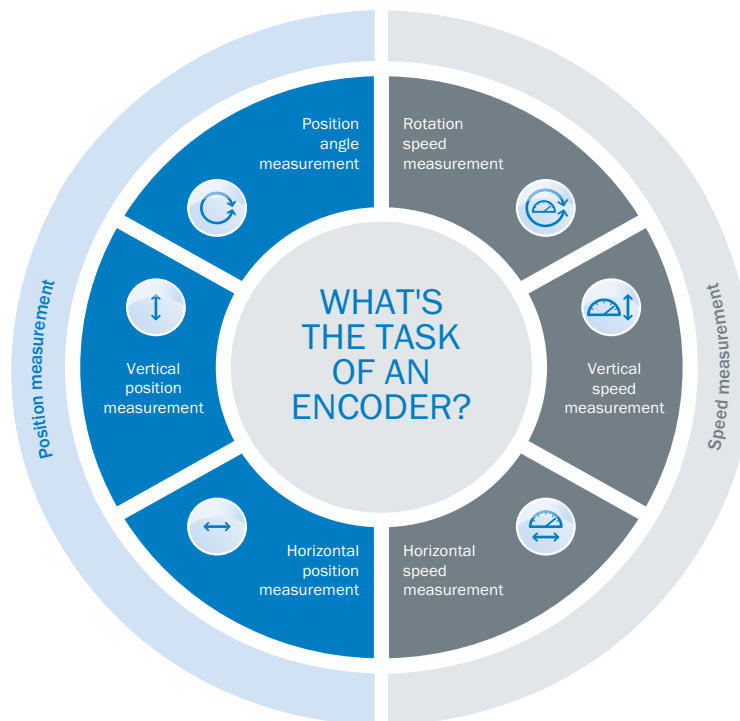 Position
angle
measurement
Rotation
speed
measurement
Position measurement
Vertical
position
measurement
WHAT'S
THE TASK
OF AN
ENCODER?
Vertical
speed
measurement
Speed measurement
Horizontal
position
measurement
Horizontal
speed
measurement